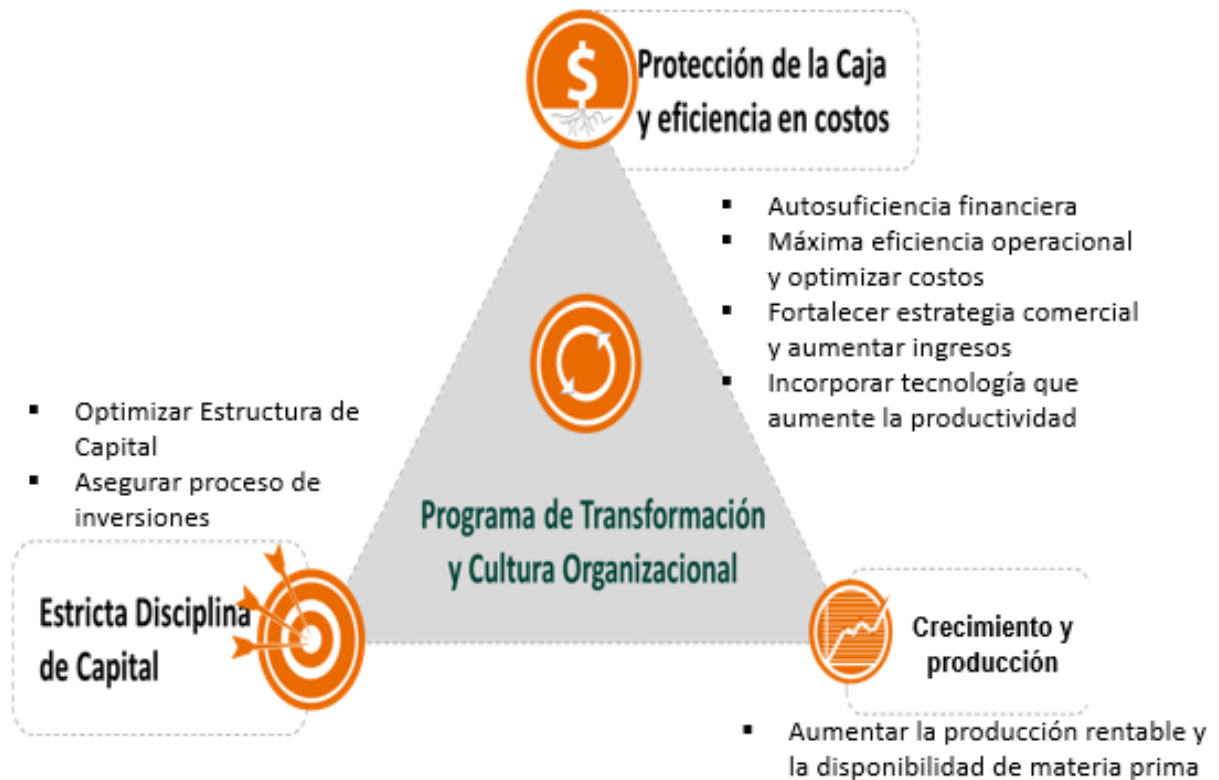 Protección de la Caja
y eficiencia en costos
▪ Autosuficiencia financiera
▪ Máxima eficiencia operacional
y optimizar costos
▪ Fortalecer estrategia comercial
y aumentar ingresos
▪ Incorporar tecnología que
aumente la productividad
▪ Optimizar Estructura de
Capital
▪ Asegurar proceso de
inversiones
Programa de Transformación
y Cultura Organizacional
Estricta Disciplina
de Capital
Crecimiento y
producción
▪ Aumentar la producción rentable y
la disponibilidad de materia prima